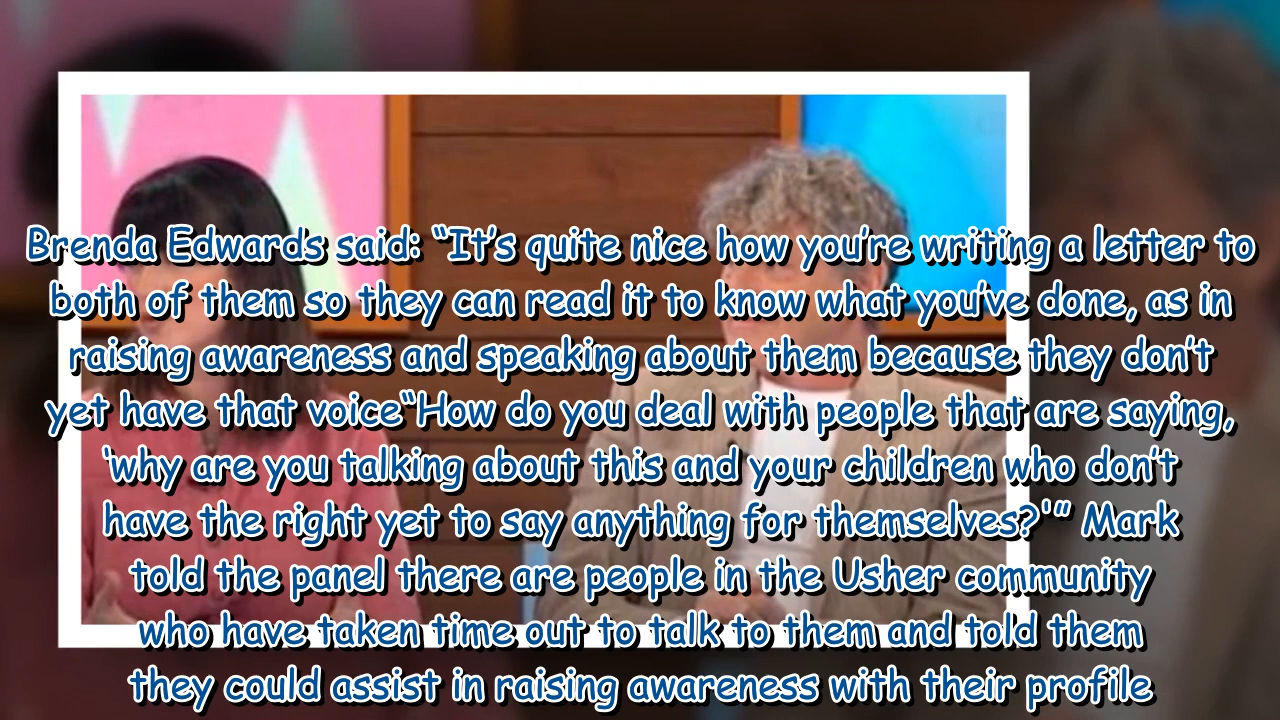 Brenda Edwards said: “It’s quite nice how you’re writing a letter to
both of them so they can read it to know what you’ve done, as in
raising awareness and speaking about them because they don’t
yet have that voice“How do you deal with people that are saying,
‘why are you talking about this and your children who don’t
have the right yet to say anything for themselves?'” Mark
told the panel there are people in the Usher community
who have taken time out to talk to them and told them
they could assist in raising awareness with their profile